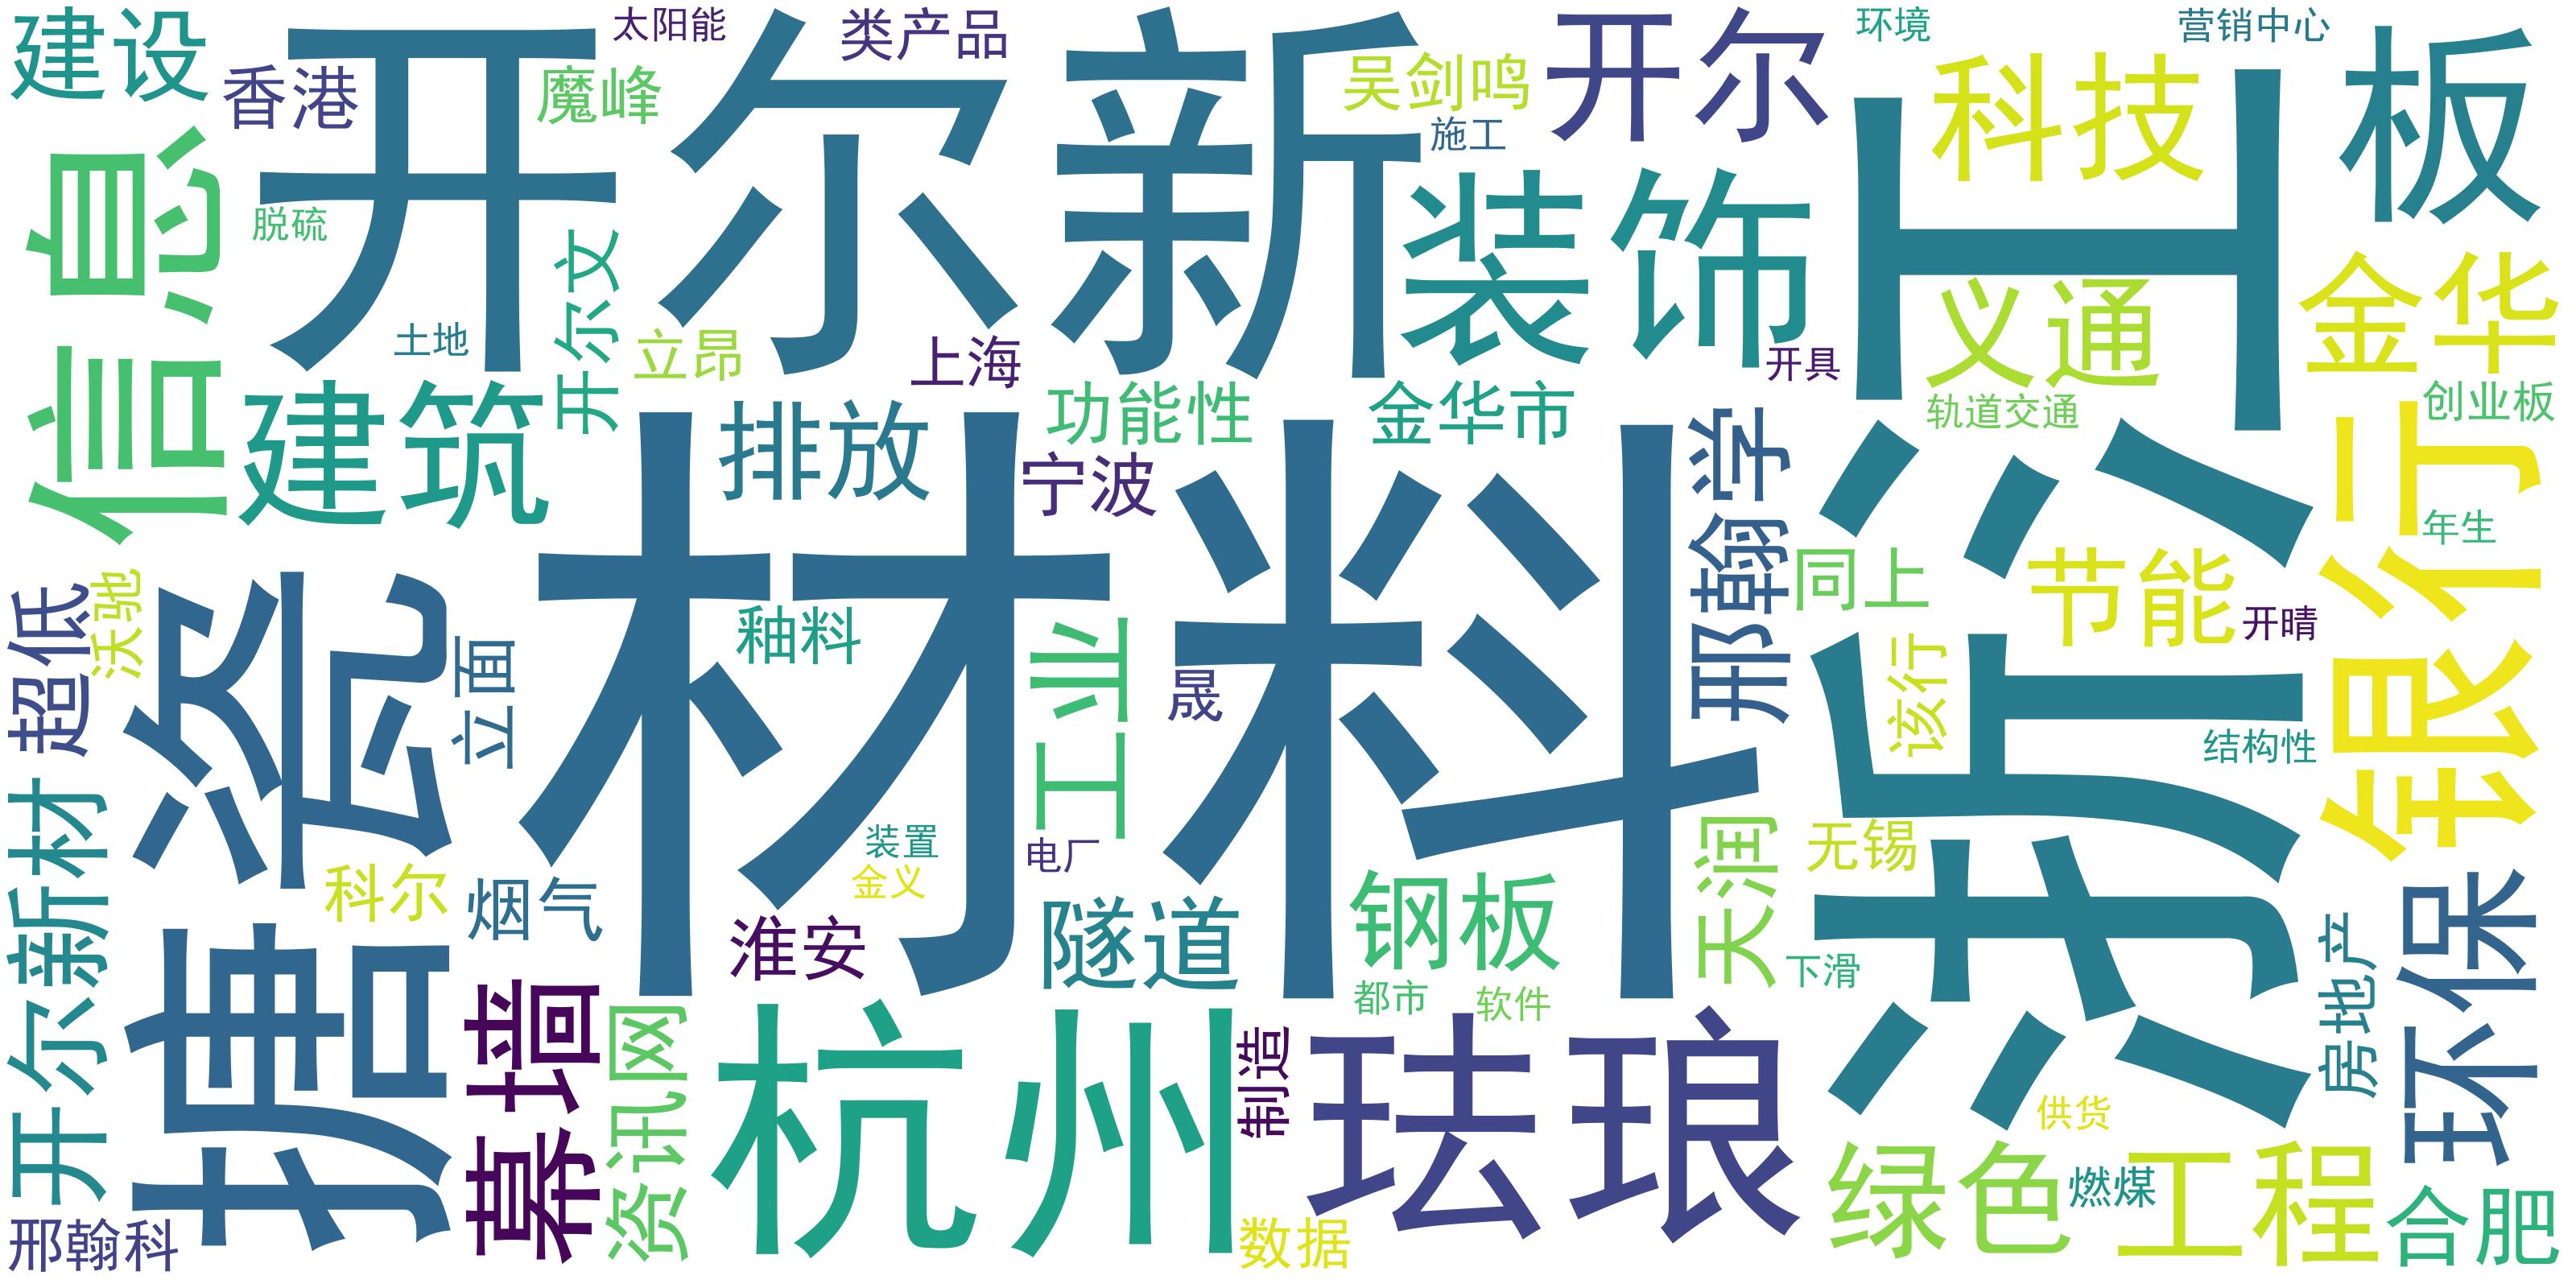 建设
香港
开尔新
太阳能
魔峰
类产品
吴剑鸣
施工
开尔
环境
营销中心
科技
板
信息
脱硫
开尔文
装饰
浙江
义通
金华
土地
立昂
上海
开具
轨道交通
创业板
建筑
排放
功能性
金华市
宁波
材料
邢翰学
银行
年生
超低
沃驰
搪瓷
立面
釉料
工业
晟
同上
节能
开晴
该行
结构性
开尔新材
科尔
烟气
装置
金义
电厂
淮安
隧道
钢板
天润
无锡
下滑
都市
软件
幕墙
资讯网
杭州
制造
珐琅
房地产
环保
供货
绿色
燃煤
工程
合肥
邢翰科
数据